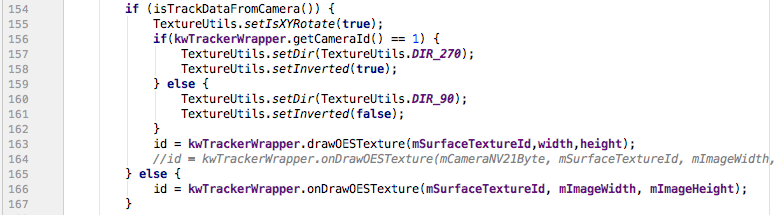 154 if (isTrackDataFromCamera()) {
155 TextureUtils.setIsXYRotate(true);
156 if(kwTrackerWrapper.getCameraId() == 1) {
157 TextureUtils.setDir(TextureUtils.DIR_270);
158 TextureUtils.setInverted(true);
159 } else {
160 TextureUtils.setDir(TextureUtils.DIR_90);
161 TextureUtils.setInverted(false);
162 }
163 id = kwTrackerWrapper.drawOESTexture(mSurfaceTextureId,width,height);
164 //id = kwTrackerWrapper.onDrawOESTexture(mCameraNV21Byte, mSurfaceTextureId, mImageWidth,
165 } else {
166 id = kwTrackerWrapper.onDrawOESTexture(mSurfaceTextureId, mImageWidth, mImageHeight);
167 }